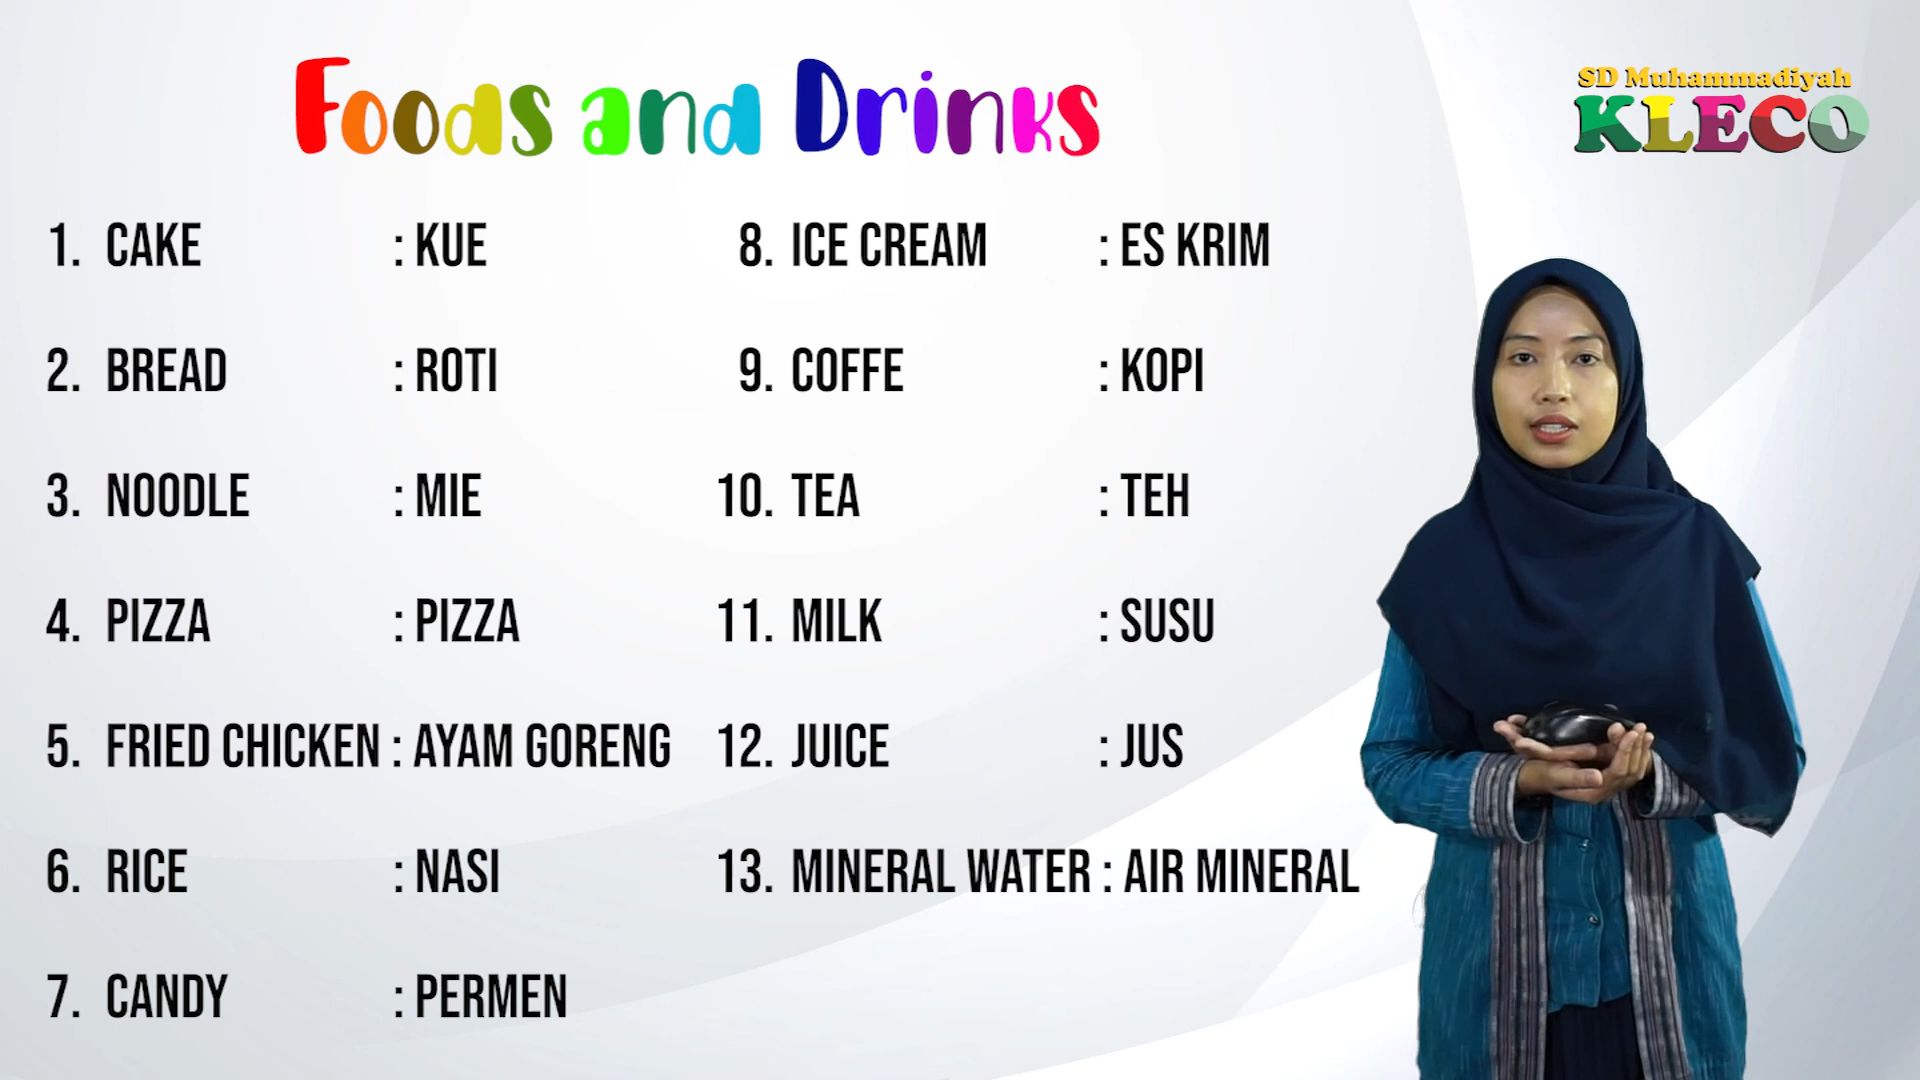 Foods and Drinks
SD Muhammadiyah
KLECO
1. CAKE : KUE
2. BREAD : ROTI
3. NOODLE : MIE
4. PIZZA : PIZZA
5. FRIED CHICKEN : AYAM GORENG
6. RICE : NASI
7. CANDY : PERMEN
8. ICE CREAM : ES KRIM
9. COFFE : KOPI
10. TEA : TEH
11. MILK : SUSU
12. JUICE : JUS
13. MINERAL WATER : AIR MINERAL